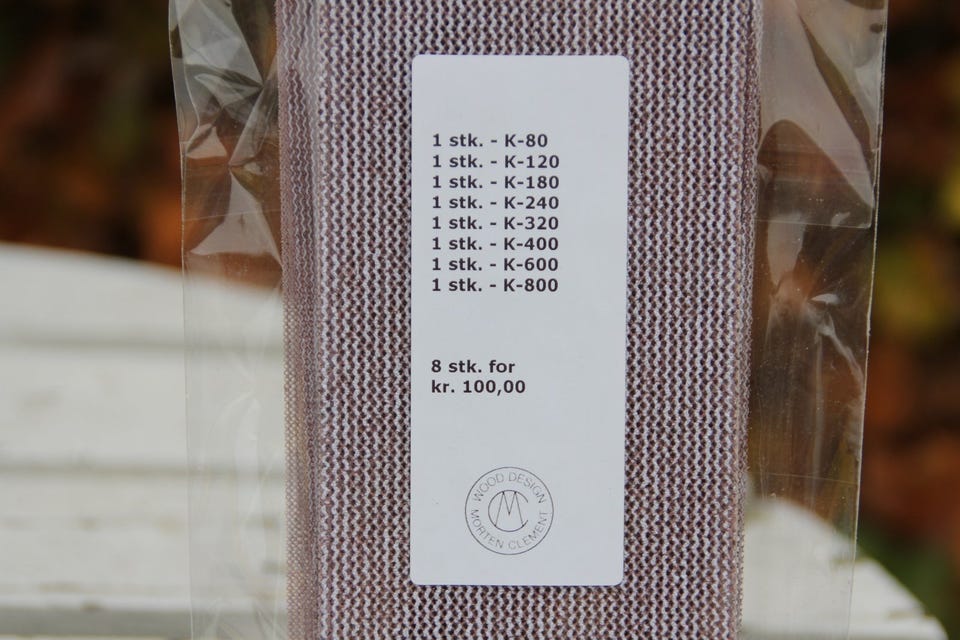 1 stk. - K-80
1 stk. - K-120
1 stk. - K-180
1 stk. - K-240
1 stk. - K-320
1 stk. - K-400
1 stk. - K-600
1 stk. - K-800
8 stk. for
kr. 100,00
WOOD DESIGN
MC
MORTEN CLEMENT